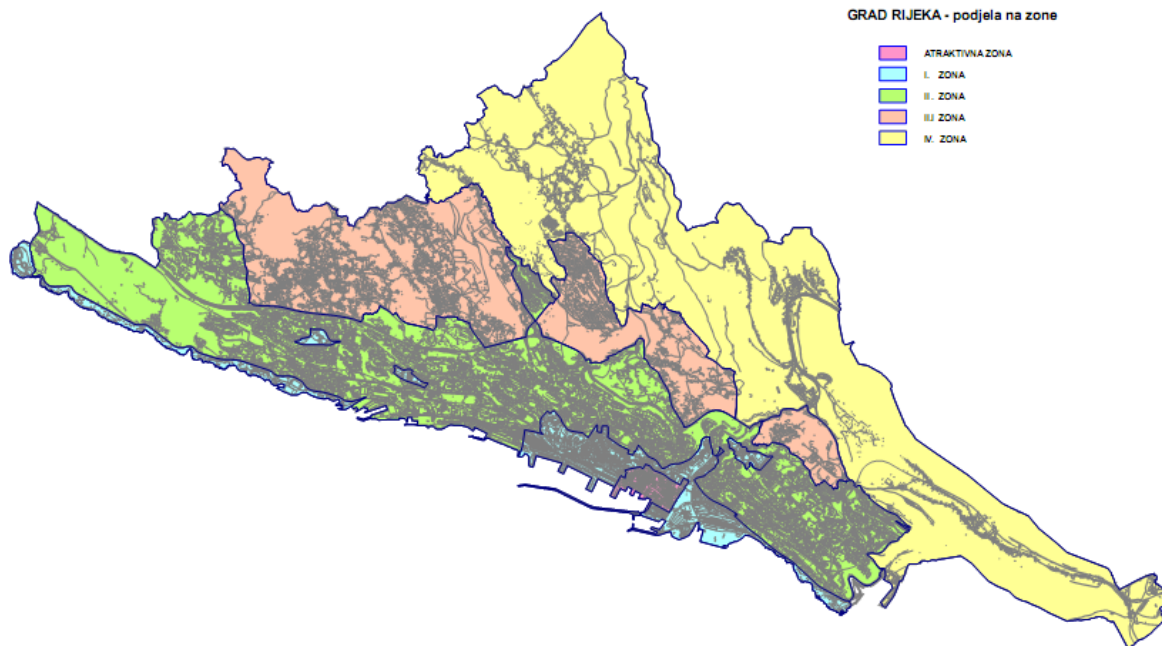 GRAD RIJEKA - podjela na zone
ATRAKTIVNA ZONA
I. ZONA
II . ZONA
III ZONA
IV. ZONA